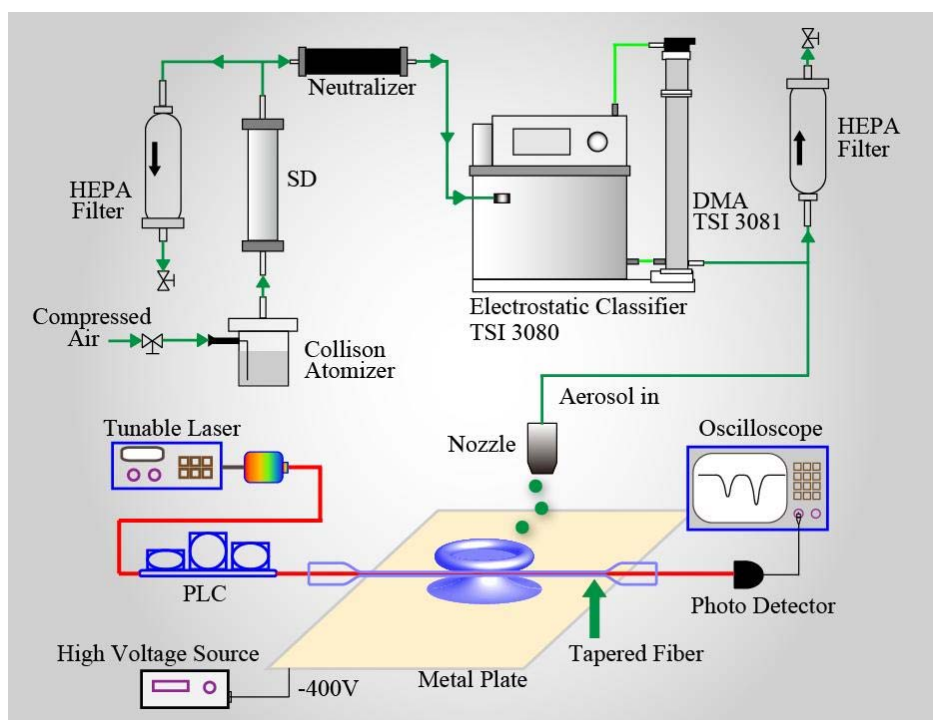 Neutralizer
HEPA
Filter
SD
HEPA
Filter
DMA
TSI 3081
Electrostatic Classifier
TSI 3080
Compressed
Air
Collison
Atomizer
Aerosol in
Nozzle
Tunable Laser
Oscilloscope
PLC
Photo Detector
Tapered Fiber
High Voltage Source
-400V
Metal Plate